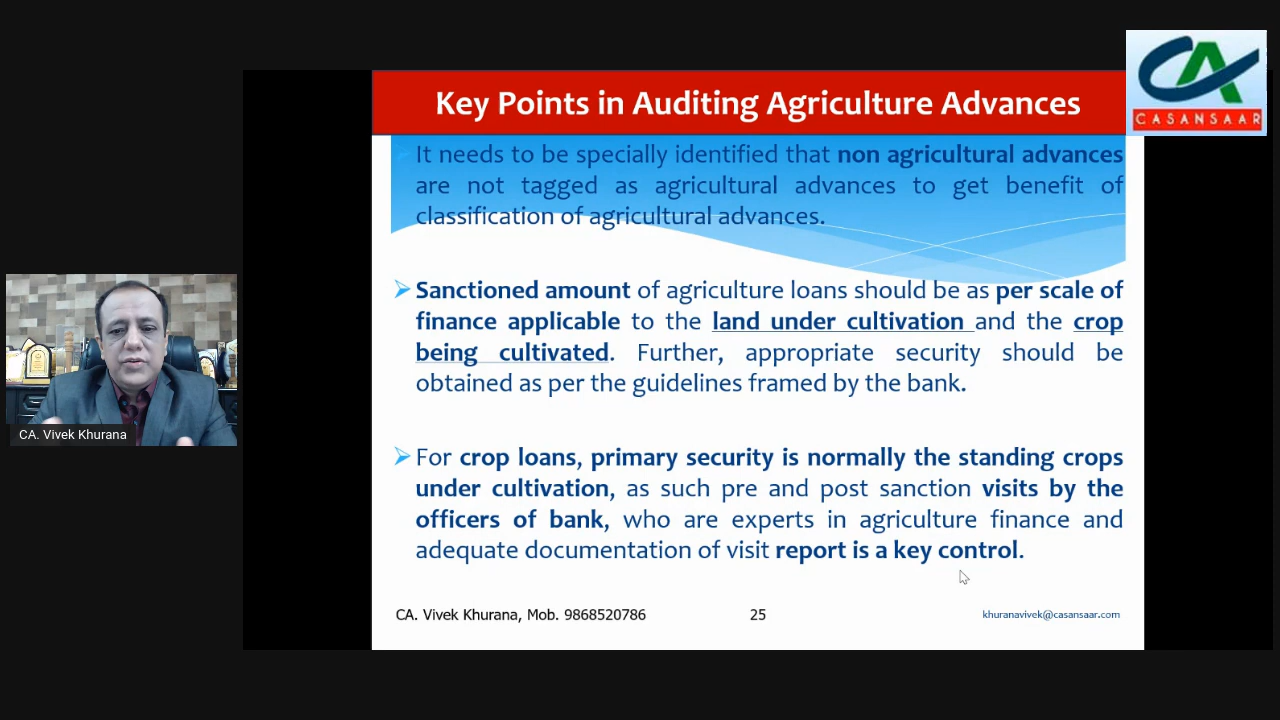 Key Points in Auditing Agriculture Advances
CASANSAAR
It needs to be specially identified that non agricultural advances
are not tagged as agricultural advances to get benefit of
classification of agricultural advances.
Sanctioned amount of agriculture loans should be as per scale of
finance applicable to the land under cultivation and the crop
being cultivated. Further, appropriate security should be
obtained as per the guidelines framed by the bank.
For crop loans, primary security is normally the standing crops
under cultivation, as such pre and post sanction visits by the
officers of bank, who are experts in agriculture finance and
adequate documentation of visit report is a key control.
CA. Vivek Khurana
CA. Vivek Khurana, Mob. 9868520786
25
khuranavivek@casansaar.com